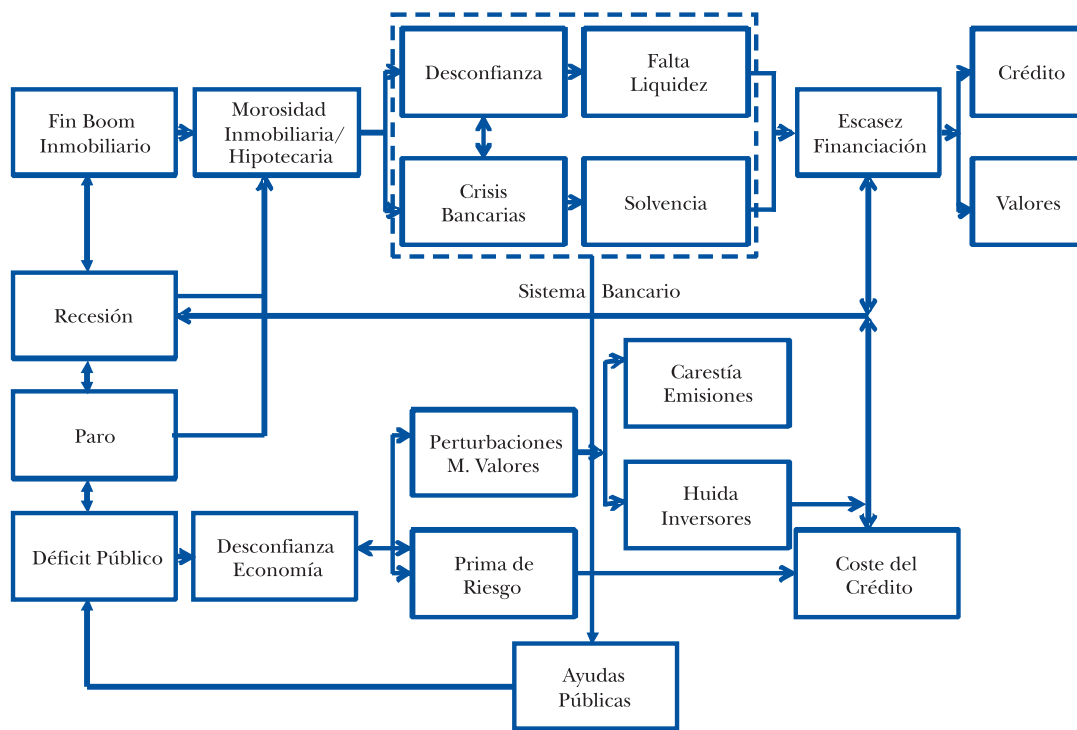 Desconfianza
Falta
Liquidez
Crédito
Fin Boom
Inmobiliario
Morosidad
Inmobiliaria/
Hipotecaria
Escasez
Financiación
Crisis
Bancarias
Solvencia
Valores
Sistema Bancario
Recesión
Carestía
Emisiones
Paro
Perturbaciones
M. Valores
Huida
Inversores
Déficit Público
Desconfianza
Economía
Prima de
Riesgo
Coste del
Crédito
Ayudas
Públicas